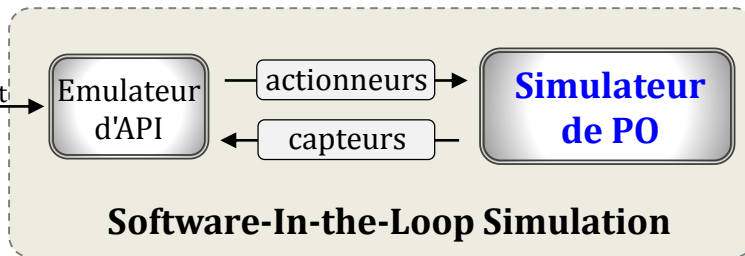 Emulateur
d'API
actionneurs
capteurs
Simulateur
de PO
Software-In-the-Loop Simulation